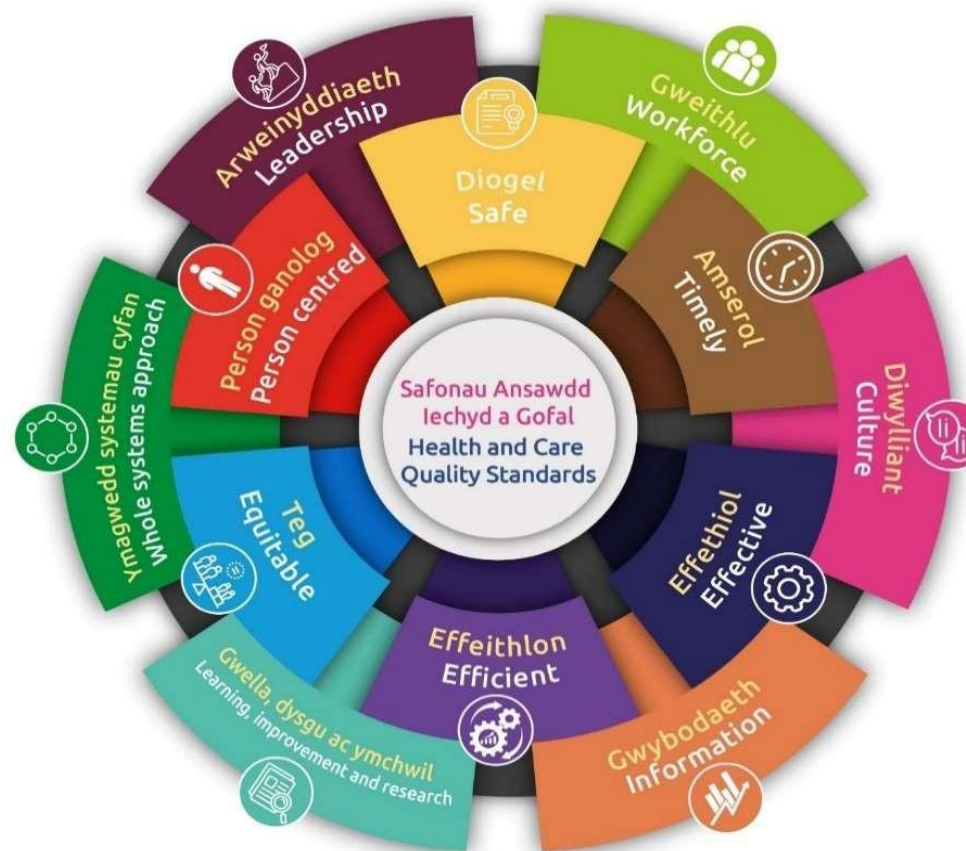 Safonau Ansawdd
Iechyd a Gofal
Health and Care
Quality Standards
Diogel
Safe
Amserol
Timely
Effethiol
Effective
Effeithlon
Efficient
Teg
Equitable
Person ganolog
Person centred
Arweinyddiaeth
Leadership
Gweithlu
Workforce
Diwylliant
Culture
Gwybodaeth
Information
Gwella, dysgu ac ymchwil
Learning, improvement and research
Ymagwedd systemau cyfan
Whole systems approach